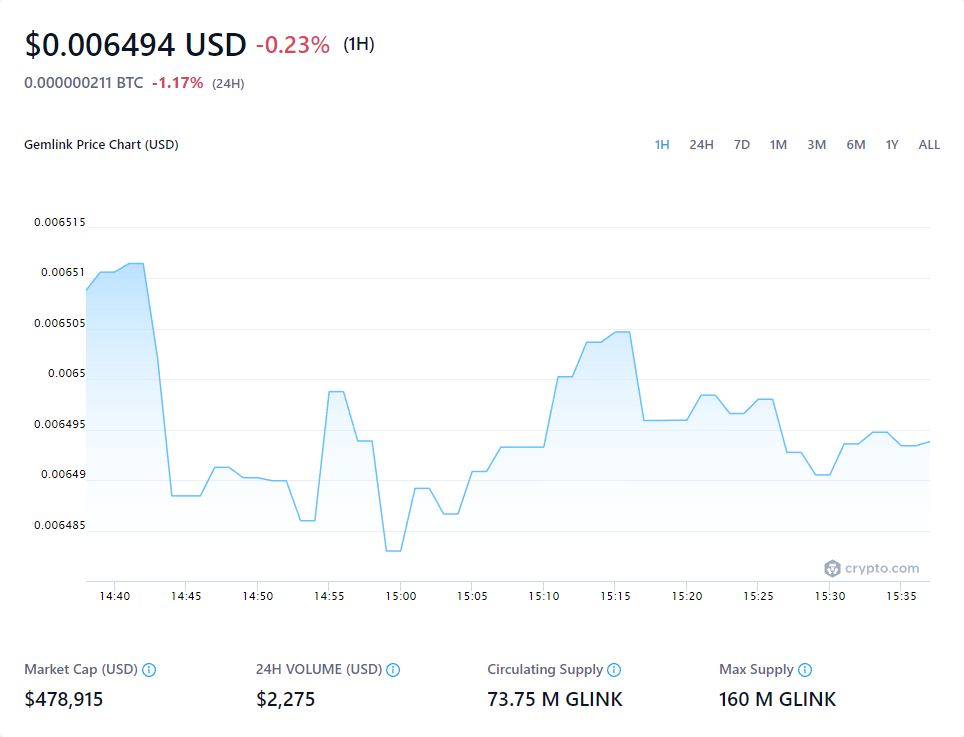 $0.006494 USD -0.23% (1H)
0.000000211 BTC -1.17% (24H)
Gemlink Price Chart (USD) 1H 24H 7D 1M 3M 6M 1Y ALL
0.006515
0.00651
0.006505
0.0065
0.006495
0.00649
0.006485
crypto.com
14:40 14:45 14:50 14:55 15:00 15:05 15:10 15:15 15:20 15:25 15:30 15:35
Market Cap (USD) 24H VOLUME (USD) Circulating Supply Max Supply
$478,915 $2,275 73.75 M GLINK 160 M GLINK